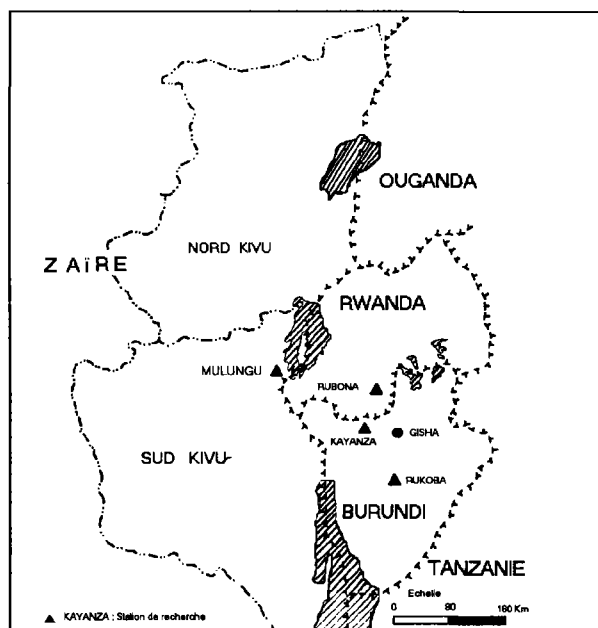 OUGANDA
NORD KIVU
ZAïRE
RWANDA
MULUNGU
RUBONA
KAYANZA
GISHA
SUD KIVU
RUKOBA
BURUNDI
TANZANIE
Echelle
0 80 160 Km
KAYANZA : Station de recherche